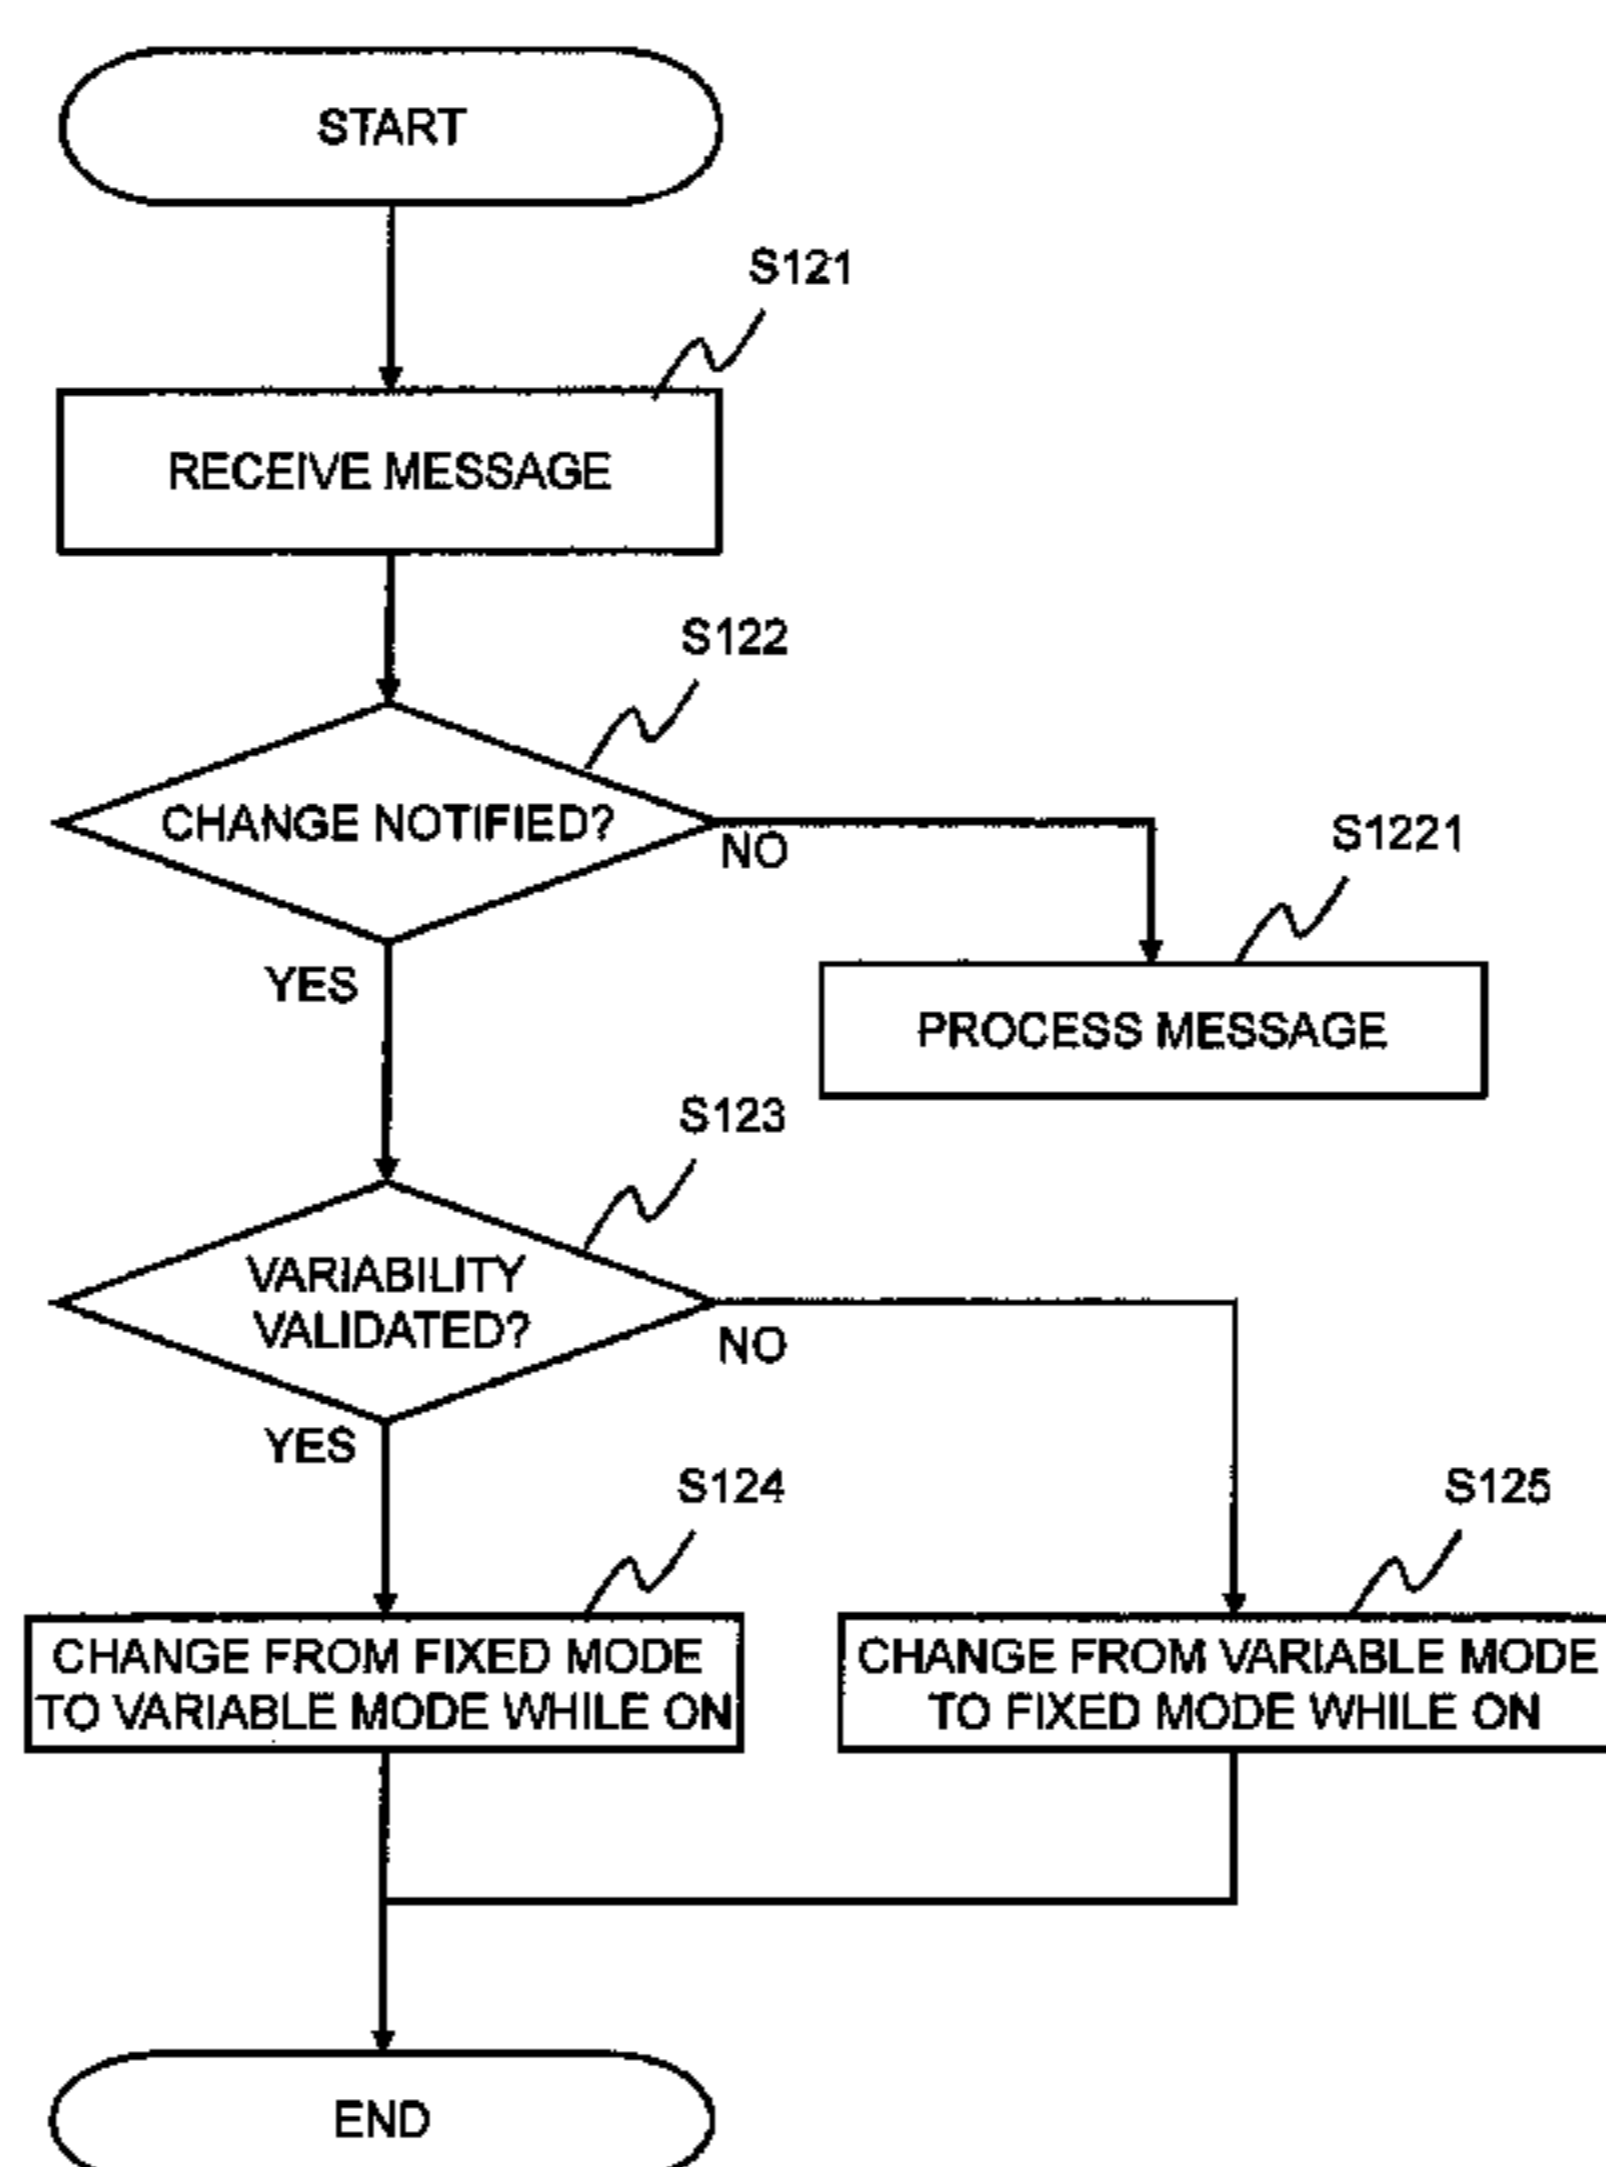 START
S121
RECEIVE MESSAGE
S122
CHANGE NOTIFIED?
NO
S1221
YES
PROCESS MESSAGE
S123
VARIABILITY
VALIDATED?
NO
YES
S124
S125
CHANGE FROM FIXED MODE
TO VARIABLE MODE WHILE ON
CHANGE FROM VARIABLE MODE
TO FIXED MODE WHILE ON
END